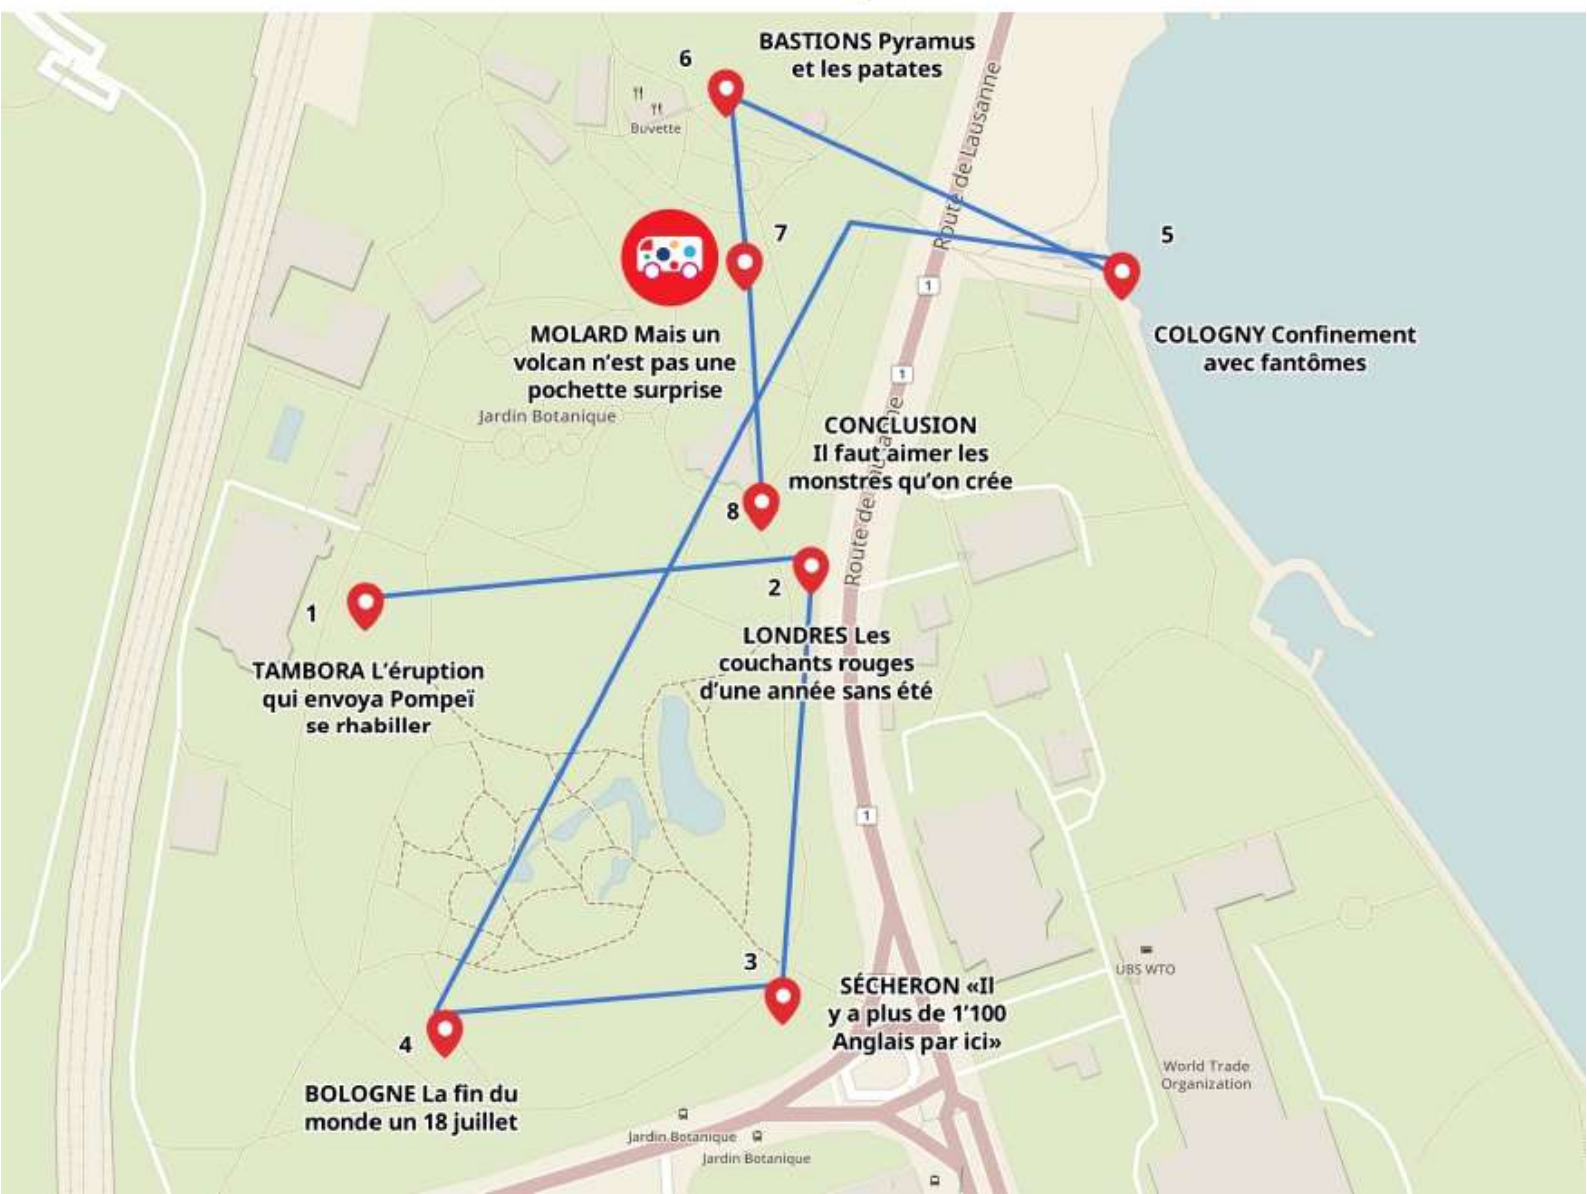 BASTIONS Pyramus
et les patates
6
Buvette
Route de Lausanne
7
5
MOLARD Mais un
volcan n'est pas une
pochette surprise
COLOGNY Confinement
avec fantômes
1
1
Jardin Botanique
CONCLUSION
Il faut aimer les
monstres qu'on crée
8
Route de
2
1
LONDRES Les
couchants rouges
d'une année sans été
TAMBORA L'éruption
qui envoya Pompeï
se rhabiller
1
3
UBS WTO
SÉCHERON «Il
y a plus de 1'100
Anglais par ici»
4
BOLOGNE La fin du
monde un 18 juillet
World Trade
Organization
Jardin Botanique
Jardin Botanique